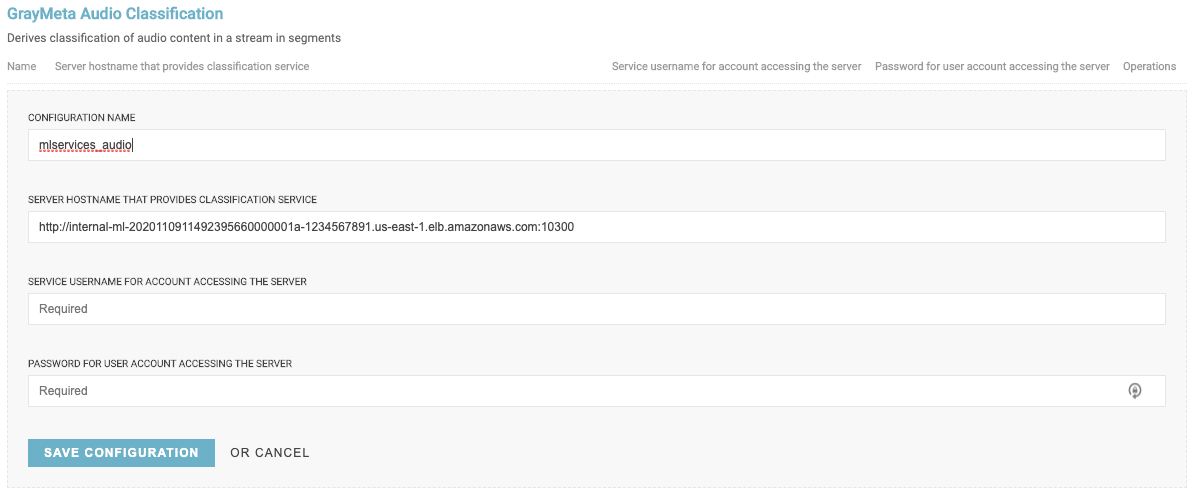 GrayMeta Audio Classification
Derives classification of audio content in a stream in segments
Name Server hostname that provides classification service Service username for account accessing the server Password for user account accessing the server Operations
CONFIGURATION NAME
mlservices_audio
SERVER HOSTNAME THAT PROVIDES CLASSIFICATION SERVICE
http://internal-ml-20201109114923956600000001a-1234567891.us-east-1.elb.amazonaws.com:10300
SERVICE USERNAME FOR ACCOUNT ACCESSING THE SERVER
Required
PASSWORD FOR USER ACCOUNT ACCESSING THE SERVER
Required
SAVE CONFIGURATION OR CANCEL